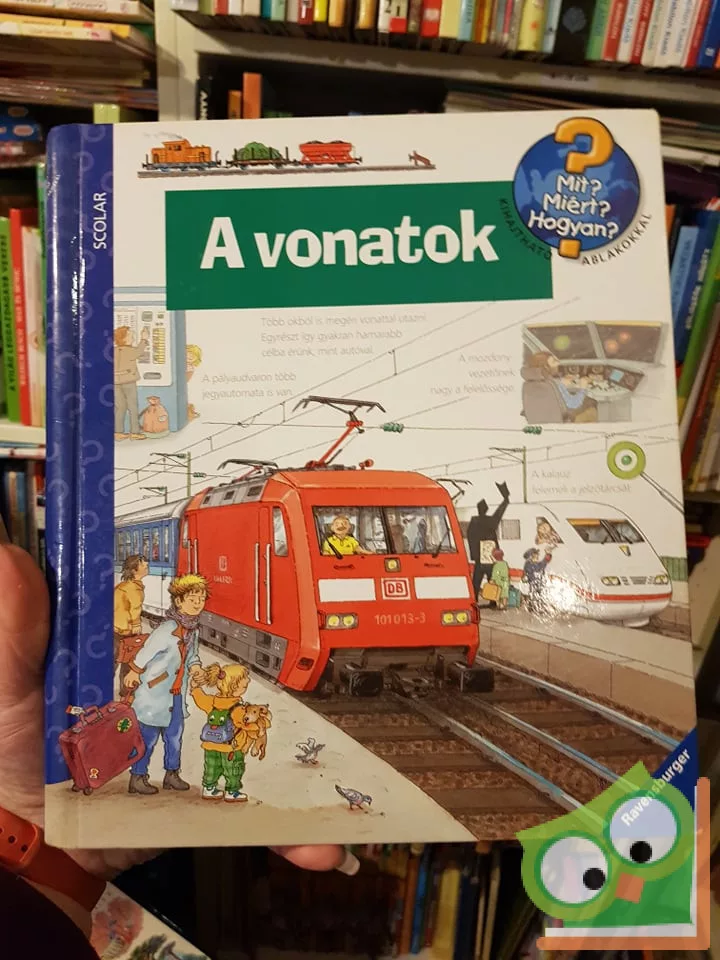 SCOLAR
A vonatok
Mit?
Miért?
Hogyan?
KIHAJTHATÓ
ABLAKOKKAL
Több okból is megéri vonattal utazni.
Egyrészt így gyakran hamarabb
célba érünk, mint autóval.
A pályaudvaron több
jegyautomata is van.
A mozdony
vezetőinek
nagy a felelőssége.
A kalauz
felemeli a jelzőtárcsát.
DB
101 013-3
Ravensburger